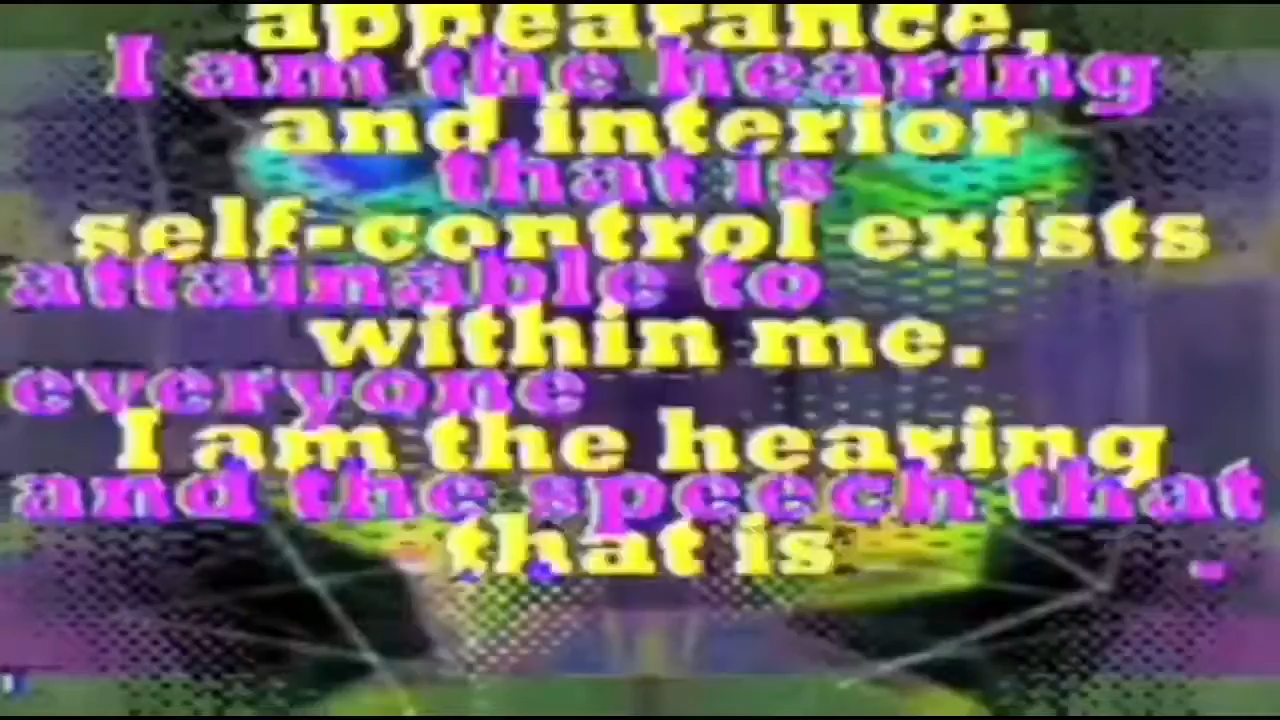 appearance,
I am the hearing
and interior
that is
self-control exists
attainable to
within me.
everyone
I am the hearing
and the speech that
that is